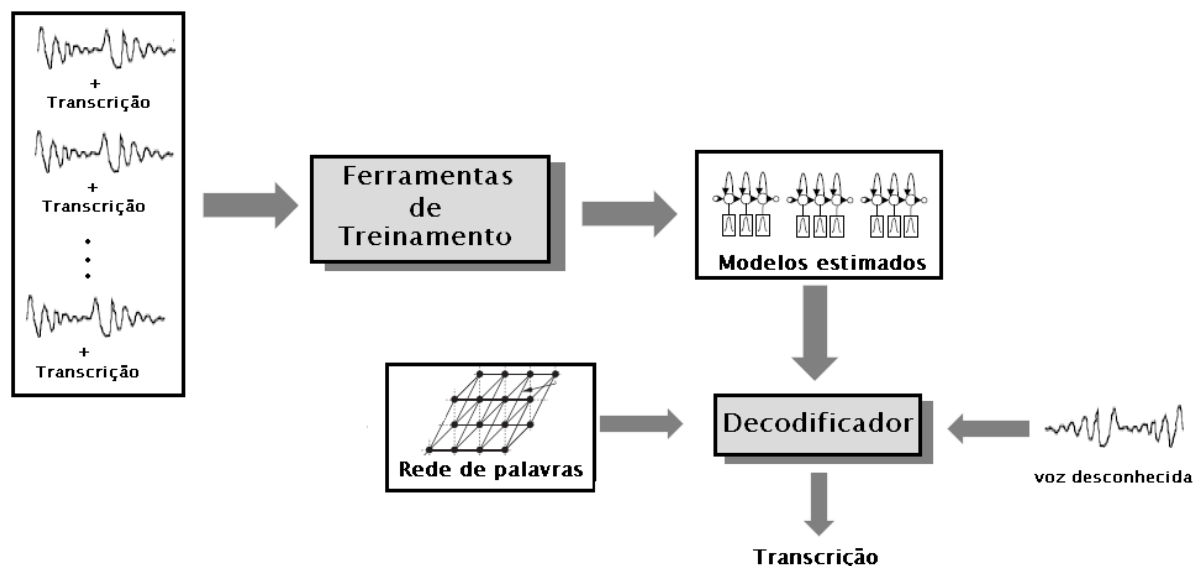 +
Transcrição
+
Transcrição
+
Transcrição
Ferramentas
de
Treinamento
Modelos estimados
Rede de palavras
Decodificador
voz desconhecida
Transcrição